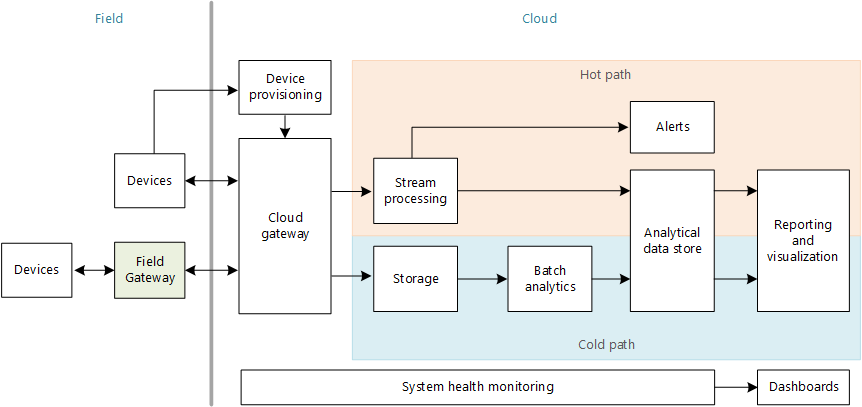 Field
Cloud
Device
provisioning
Hot path
Alerts
Devices
Cloud
gateway
Stream
processing
Analytical
data store
Reporting
and
visualization
Devices
Field
Gateway
Storage
Batch
analytics
Cold path
System health monitoring
Dashboards